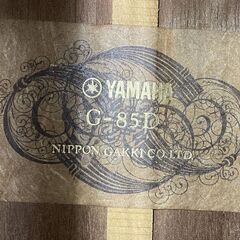 YAMAHA
G-85D
NIPPON GAKKI CO. LTD.